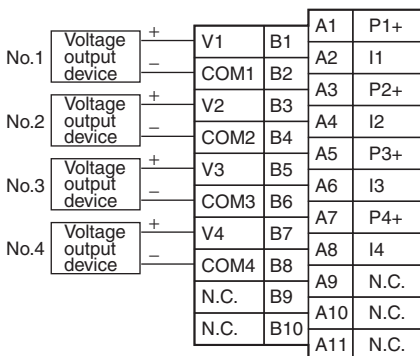 A1 P1+
No.1 Voltage output device + V1 B1
A2 I1
– COM1 B2
A3 P2+
No.2 Voltage output device + V2 B3
A4 I2
– COM2 B4
A5 P3+
No.3 Voltage output device + V3 B5
A6 I3
– COM3 B6
A7 P4+
No.4 Voltage output device + V4 B7
A8 I4
– COM4 B8
A9 N.C.
N.C. B9
A10 N.C.
N.C. B10
A11 N.C.